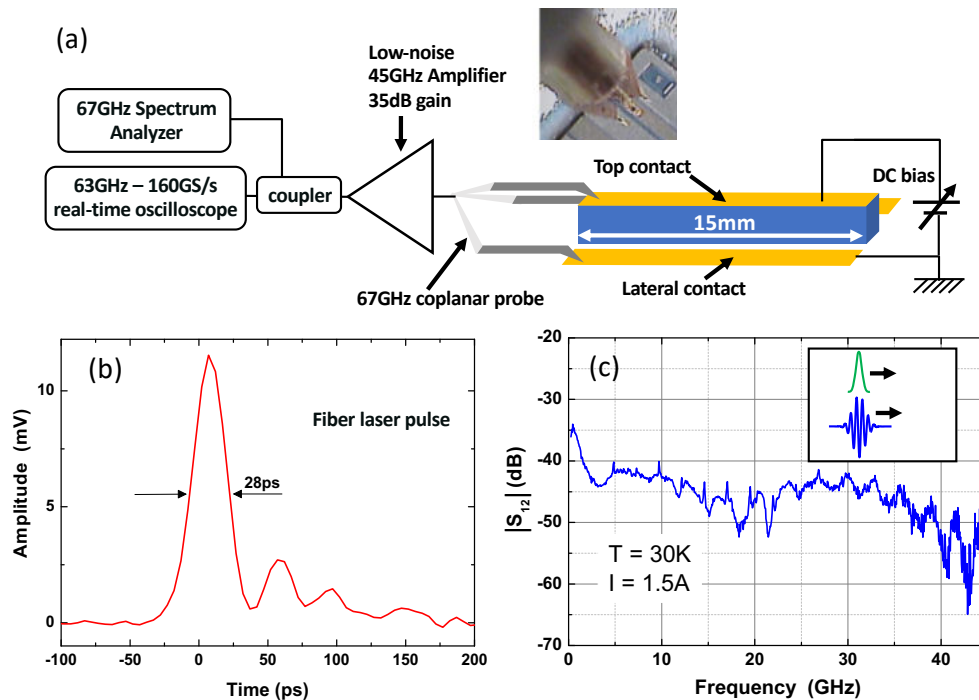 (a)
Low-noise
45GHz Amplifier
35dB gain
67GHz Spectrum
Analyzer
63GHz – 160GS/s
real-time oscilloscope
coupler
Top contact
DC bias
15mm
67GHz coplanar probe
Lateral contact
(b)
Fiber laser pulse
28ps
10
5
0
Amplitude (mV)
-100
-50
0
50
100
150
200
Time (ps)
(c)
-20
-30
-40
-50
-60
-70
|S₁₂| (dB)
T = 30K
I = 1.5A
0
10
20
30
40
Frequency (GHz)